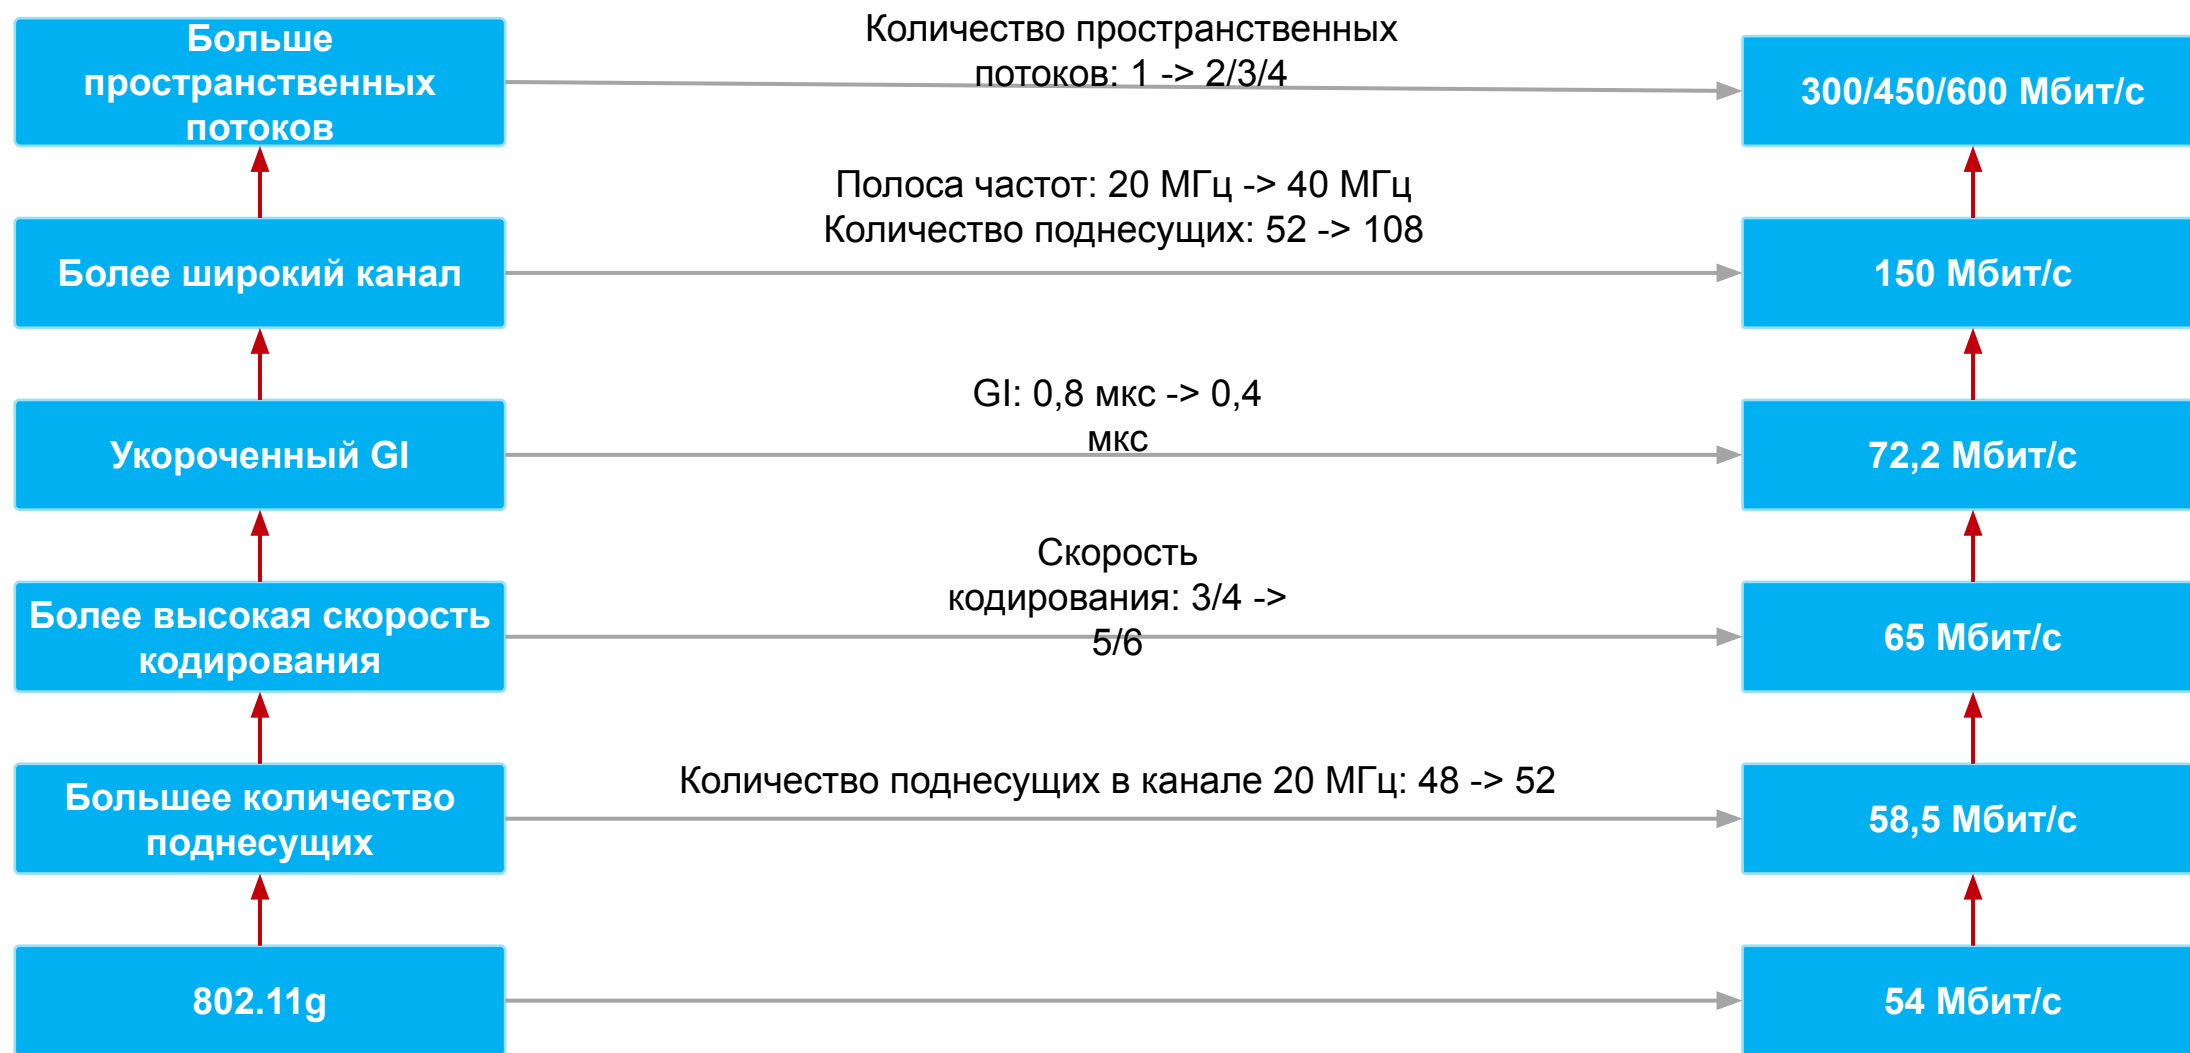 Больше
пространственных
потоков
Количество пространственных
потоков: 1 -> 2/3/4
300/450/600 Мбит/с
Более широкий канал
Полоса частот: 20 МГц -> 40 МГц
Количество поднесущих: 52 -> 108
150 Мбит/с
Укороченный GI
GI: 0,8 мкс -> 0,4
мкс
72,2 Мбит/с
Более высокая скорость
кодирования
Скорость
кодирования: 3/4 ->
5/6
65 Мбит/с
Большее количество
поднесущих
Количество поднесущих в канале 20 МГц: 48 -> 52
58,5 Мбит/с
802.11g
54 Мбит/с